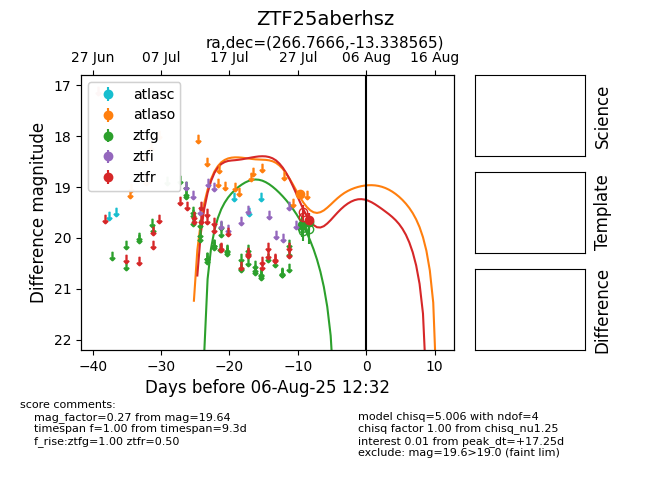 ZTF25aberhsz
ra,dec=(266.7666,-13.338565)
27 Jun 07 Jul 17 Jul 27 Jul 06 Aug 16 Aug
17
18
19
20
21
22
Difference magnitude
atlasc
atlaso
ztfg
ztfi
ztfr
−40 −30 −20 −10 0 10
Days before 06-Aug-25 12:32
Science
Template
Difference
score comments:
mag_factor=0.27 from mag=19.64
timespan f=1.00 from timespan=9.3d
f_rise:ztfg=1.00 ztfr=0.50
model chisq=5.006 with ndof=4
chisq factor 1.00 from chisq_nu1.25
interest 0.01 from peak_dt=+17.25d
exclude: mag=19.6>19.0 (faint lim)